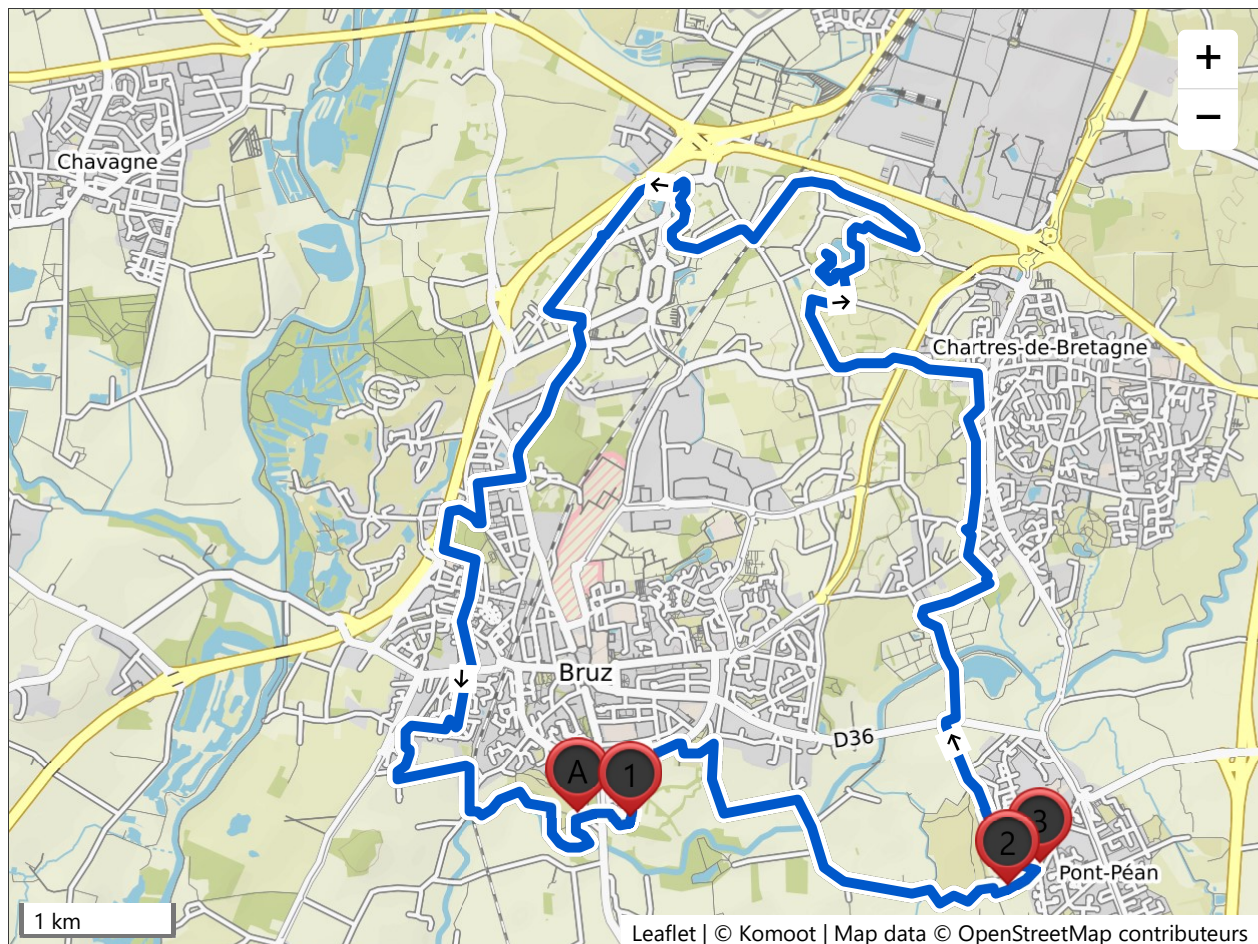 +
−
Chavagne
Chartres-de-Bretagne
Bruz
D36
A
1
3
2
Pont-Péan
1 km
Leaflet | © Komoot | Map data © OpenStreetMap contributeurs